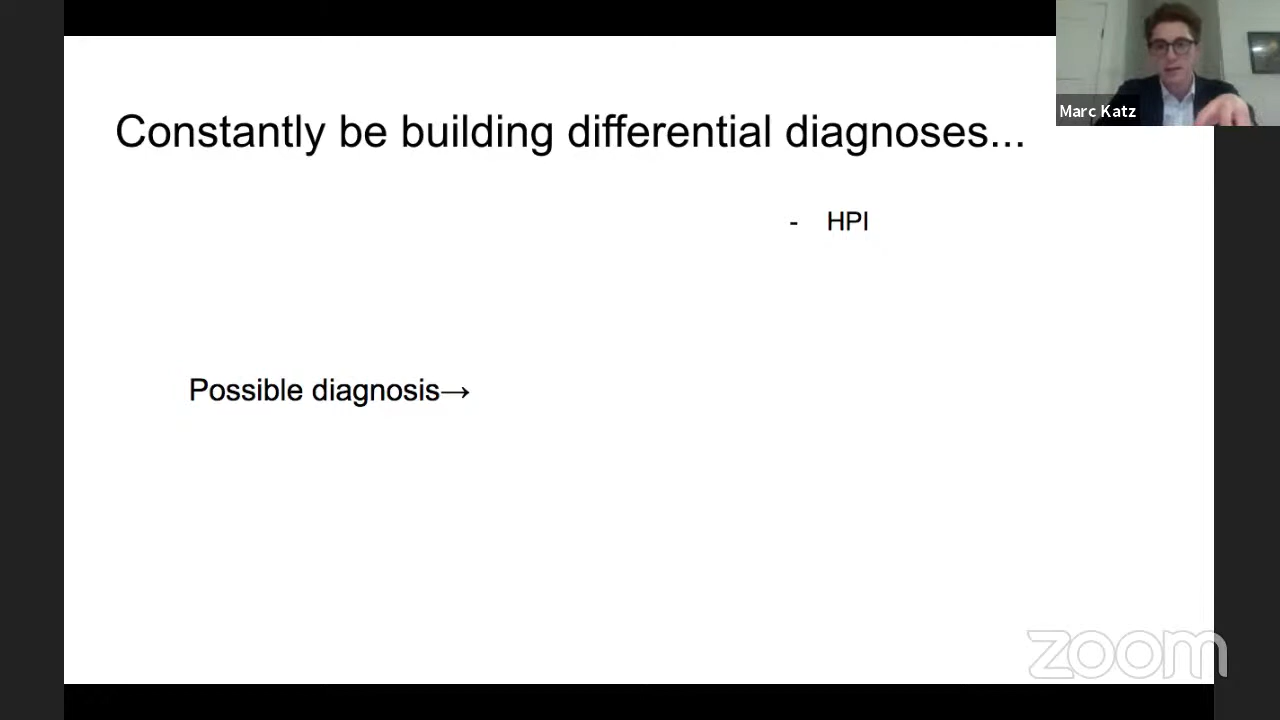 Constantly be building differential diagnoses...
Marc Katz
- HPI
Possible diagnosis→
zoom